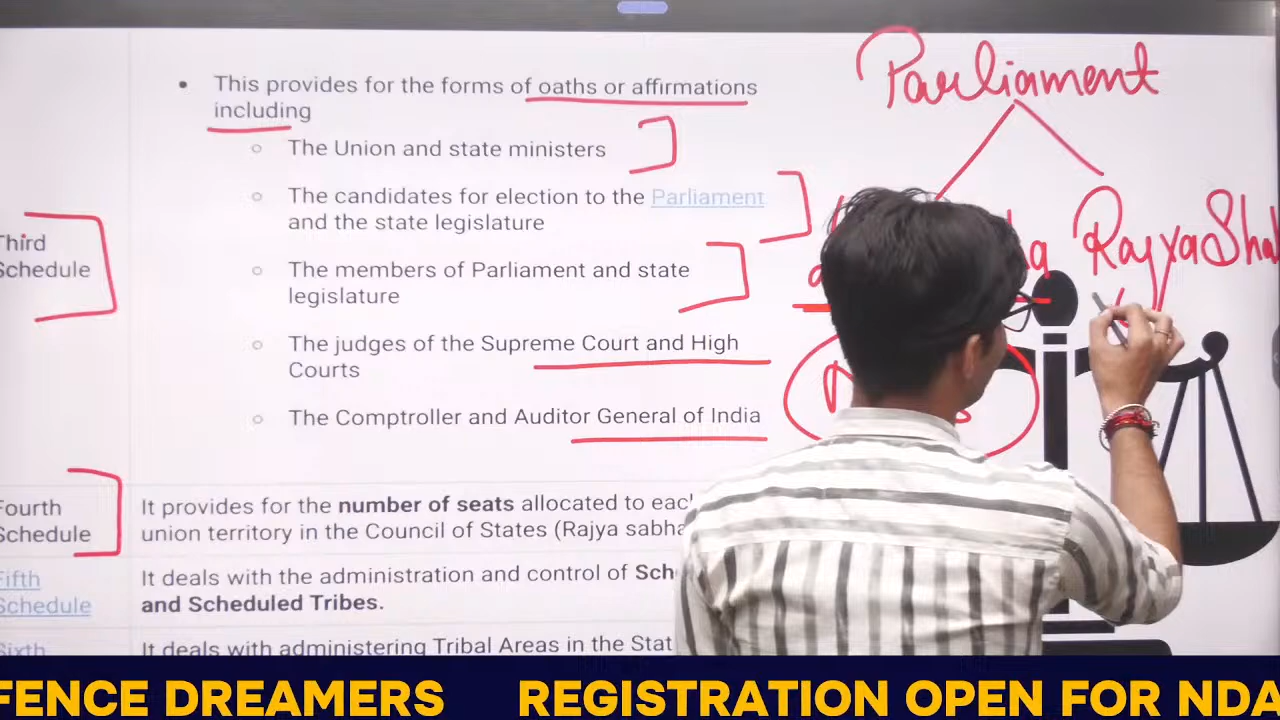 This provides for the forms of oaths or affirmations
including
The Union and state ministers
The candidates for election to the Parliament
and the state legislature
Third
Schedule
The members of Parliament and state
legislature
The judges of the Supreme Court and High
Courts
The Comptroller and Auditor General of India
Fourth
Schedule
It provides for the number of seats allocated to each
union territory in the Council of States (Rajya sabha
Fifth
Schedule
It deals with the administration and control of Sch
and Scheduled Tribes.
Sixth
It deals with administering Tribal Areas in the Stat
Parliament
Rajya Shab
FENCE DREAMERS
REGISTRATION OPEN FOR NDA